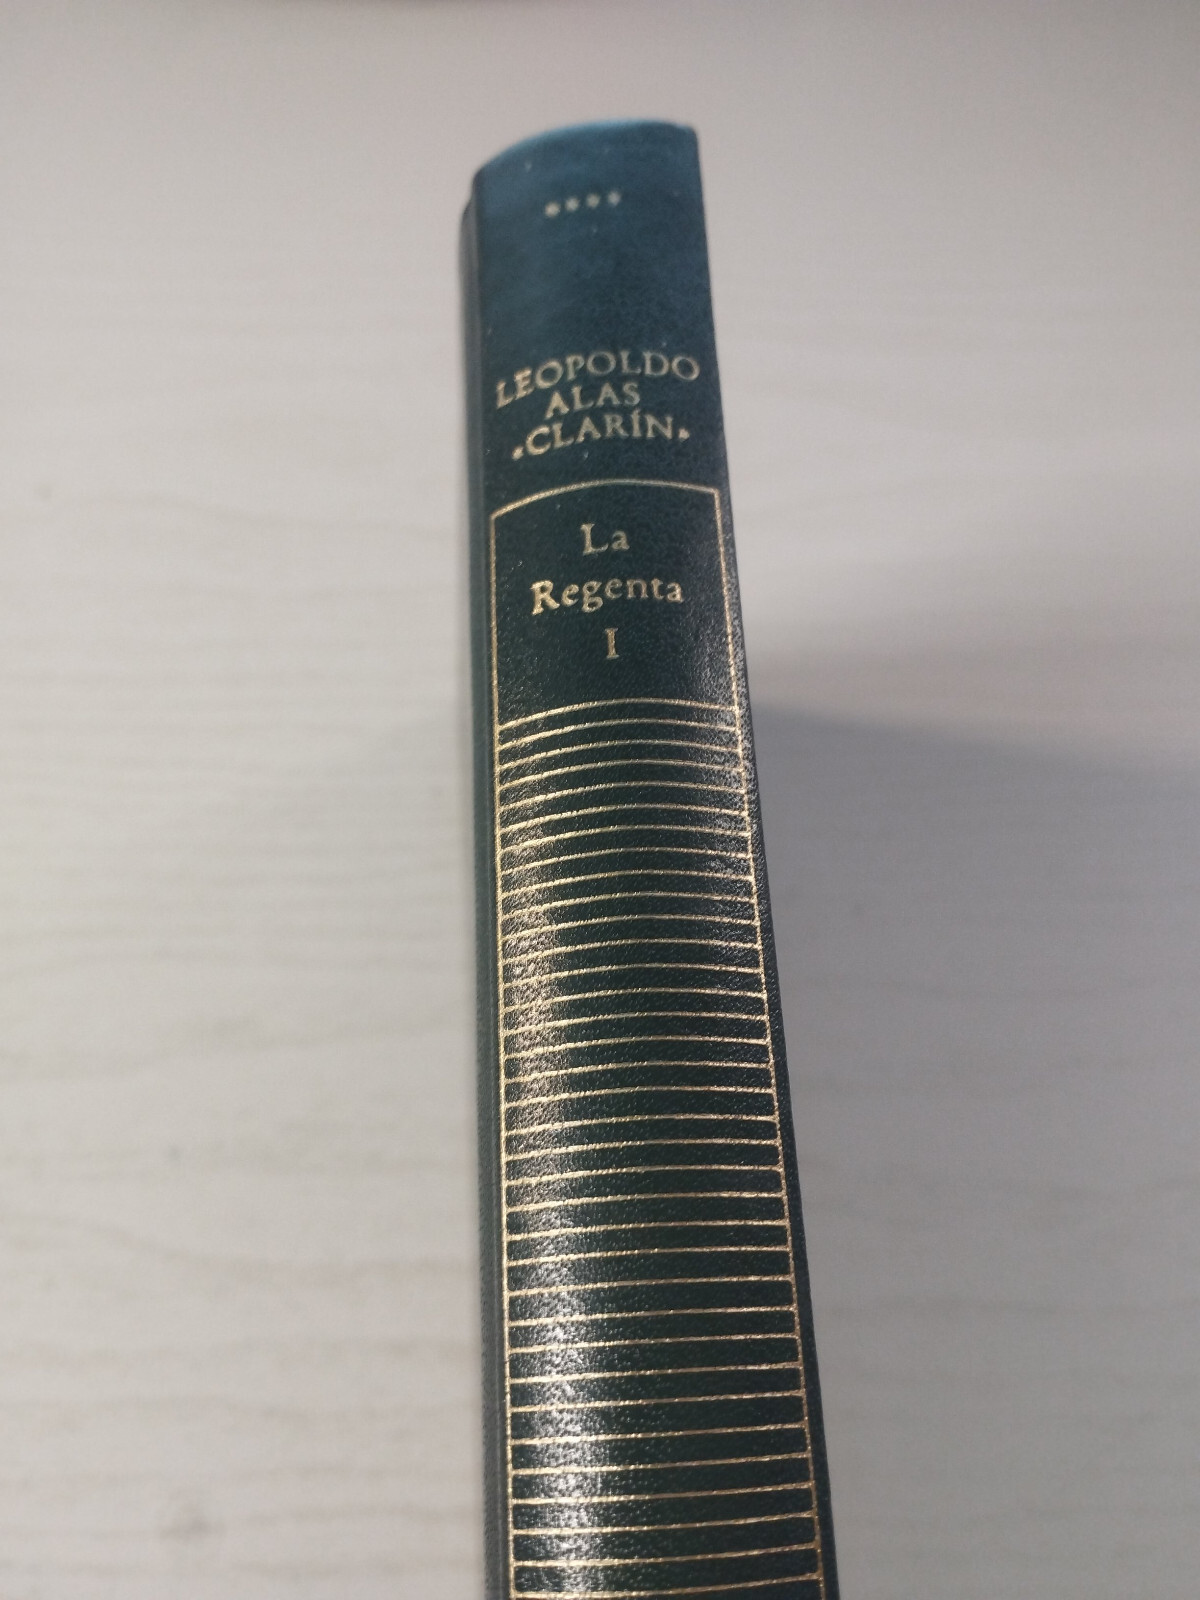 ****
LEOPOLDO
ALAS
«CLARÍN»
La
Regenta
I